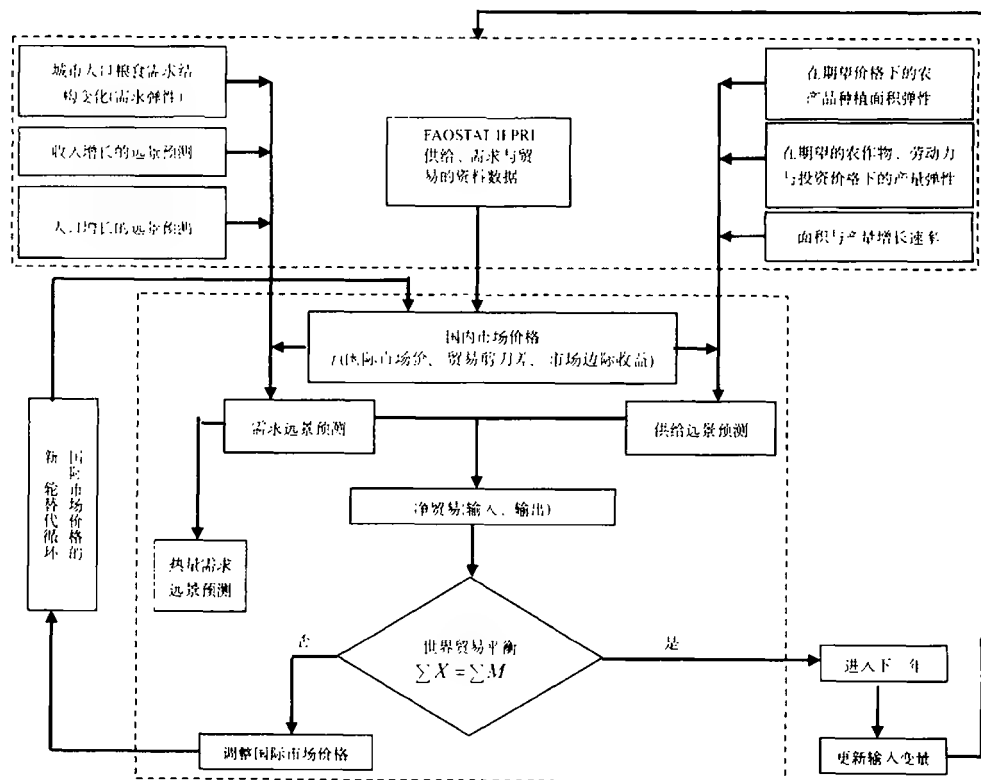 城市人口粮食需求结
构变化(需求弹性)
收入增长的远景预测
人口增长的远景预测
FAOSTAT IFPRI
供给、需求与贸
易的资料数据
在期望价格下的农
产品种植面积弹性
在期望的农作物、劳动力
与投资价格下的产量弹性
面积与产量增长速率
国内市场价格
f(国际市场价、贸易剪刀差、市场边际收益)
需求远景预测
供给远景预测
国际市场价格的
新一轮替代循环
净贸易(输入、输出)
热量需求
远景预测
世界贸易平衡
∑X = ∑M
否
是
进入下一年
调整国际市场价格
更新输入变量